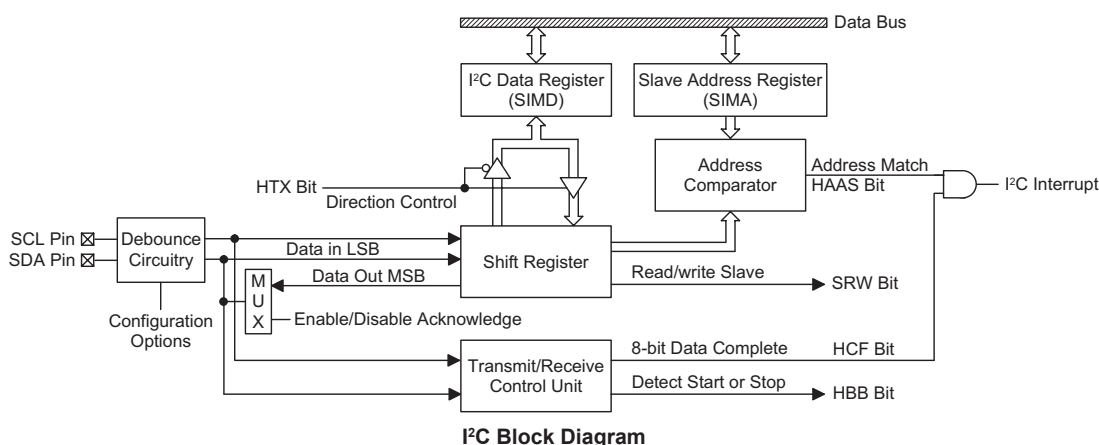 Data Bus
I²C Data Register
(SIMD)
Slave Address Register
(SIMA)
HTX Bit
Direction Control
Address
Comparator
Address Match
HAAS Bit
I²C Interrupt
SCL Pin
SDA Pin
Debounce
Circuitry
Data in LSB
Shift Register
Read/write Slave
SRW Bit
Data Out MSB
M
U
X
Enable/Disable Acknowledge
Configuration
Options
Transmit/Receive
Control Unit
8-bit Data Complete
HCF Bit
Detect Start or Stop
HBB Bit
I²C Block Diagram